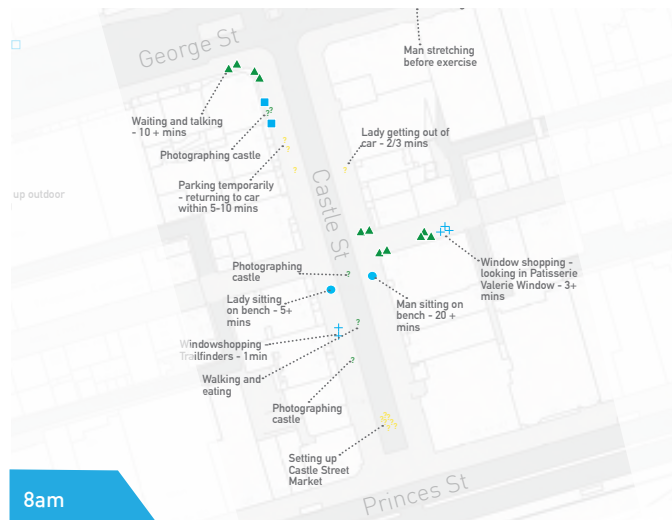 George St
Man stretching
before exercise
Waiting and talking
- 10 + mins
Photographing castle
Lady getting out of
car - 2/3 mins
Parking temporarily
- returning to car
within 5-10 mins
up outdoor
Castle St
Window shopping -
looking in Patisserie
Valerie Window - 3+
mins
Photographing
castle
Lady sitting
on bench - 5+
mins
Man sitting on
bench - 20 +
mins
Windowshopping
Trailfinders - 1min
Walking and
eating
Photographing
castle
Setting up
Castle Street
Market
Princes St
8am